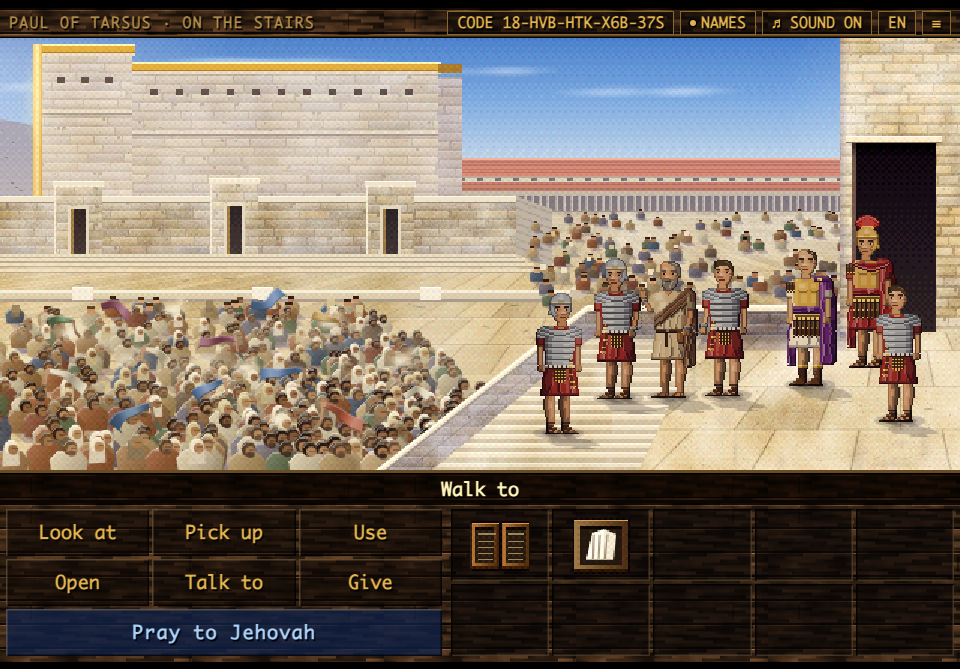 PAUL OF TARSUS · ON THE STAIRS
CODE 18-HVB-HTK-X6B-37S
• NAMES
♬ SOUND ON
EN
≡
Walk to
Look at
Pick up
Use
Open
Talk to
Give
Pray to Jehovah